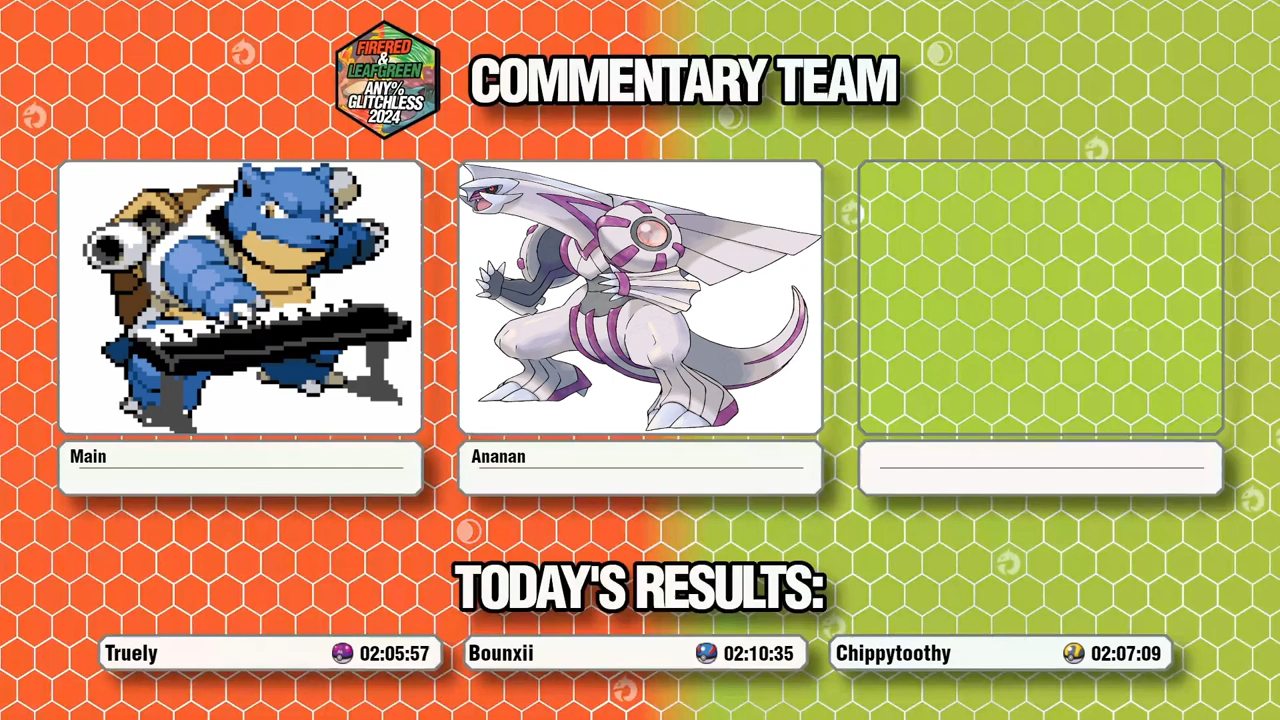 FIRERED
&
LEAFGREEN
ANY%
GLITCHLESS
2024
COMMENTARY TEAM
Main
Ananan
TODAY'S RESULTS:
Truely 02:05:57
Bounxii 02:10:35
Chippytoothy 02:07:09